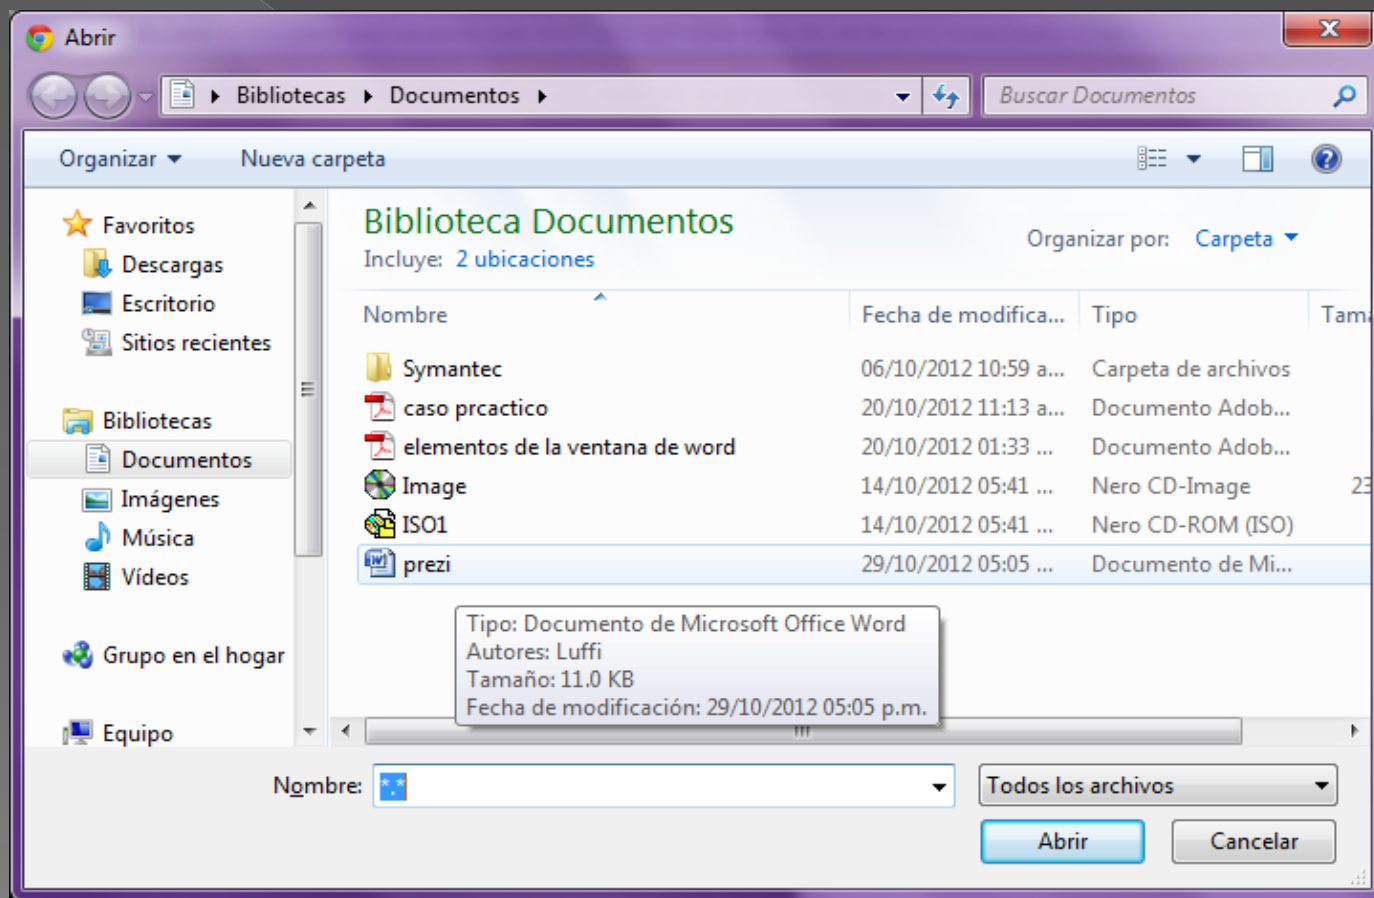 Abrir
Bibliotecas Documentos
Buscar Documentos
Organizar Nueva carpeta
Favoritos
Descargas
Escritorio
Sitios recientes
Bibliotecas
Documentos
Imágenes
Música
Vídeos
Grupo en el hogar
Equipo
Biblioteca Documentos
Incluye: 2 ubicaciones
Organizar por: Carpeta
Nombre Fecha de modifica... Tipo Tama
Symantec 06/10/2012 10:59 a... Carpeta de archivos
caso prcactico 20/10/2012 11:13 a... Documento Adob...
elementos de la ventana de word 20/10/2012 01:33 ... Documento Adob...
Image 14/10/2012 05:41 ... Nero CD-Image 23
ISO1 14/10/2012 05:41 ... Nero CD-ROM (ISO)
prezi 29/10/2012 05:05 ... Documento de Mi...
Tipo: Documento de Microsoft Office Word
Autores: Luffi
Tamaño: 11.0 KB
Fecha de modificación: 29/10/2012 05:05 p.m.
Nombre: *.* Todos los archivos
Abrir Cancelar